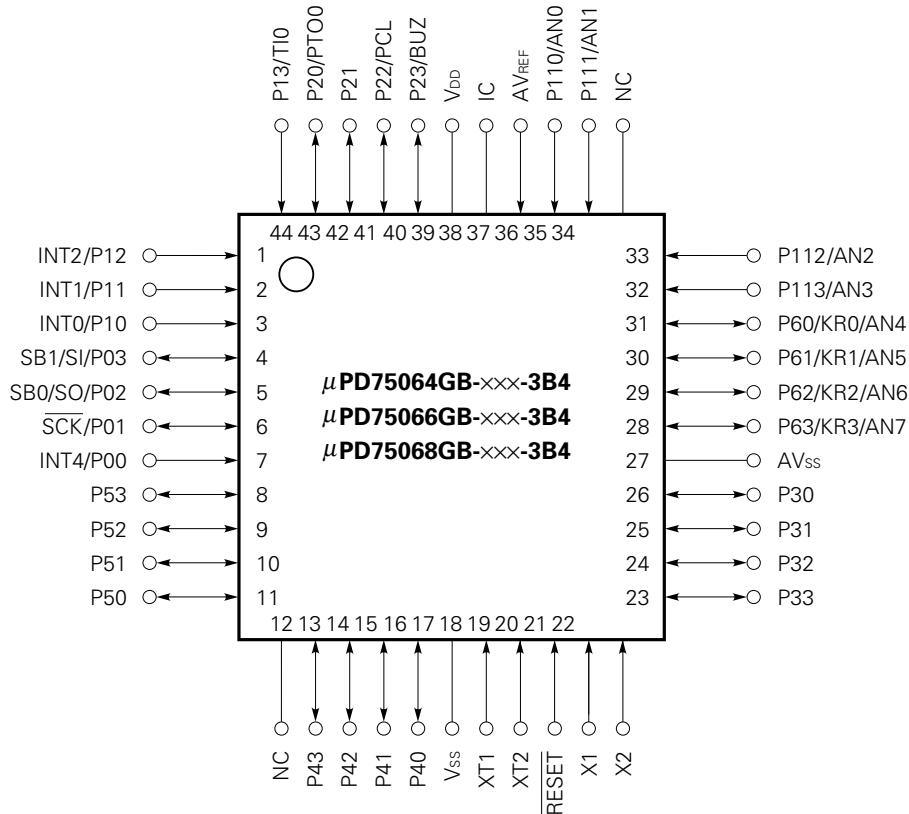 P13/TI0
P20/PTO0
P21
P22/PCL
P23/BUZ
VDD
IC
AVREF
P110/AN0
P111/AN1
NC
44 43 42 41 40 39 38 37 36 35 34
INT2/P12 1
INT1/P11 2
INT0/P10 3
SB1/SI/P03 4
SB0/SO/P02 5
SCK/P01 6
INT4/P00 7
P53 8
P52 9
P51 10
P50 11
μPD75064GB-×××-3B4
μPD75066GB-×××-3B4
μPD75068GB-×××-3B4
33 P112/AN2
32 P113/AN3
31 P60/KR0/AN4
30 P61/KR1/AN5
29 P62/KR2/AN6
28 P63/KR3/AN7
27 AVSS
26 P30
25 P31
24 P32
23 P33
12 13 14 15 16 17 18 19 20 21 22
NC
P43
P42
P41
P40
VSS
XT1
XT2
RESET
X1
X2